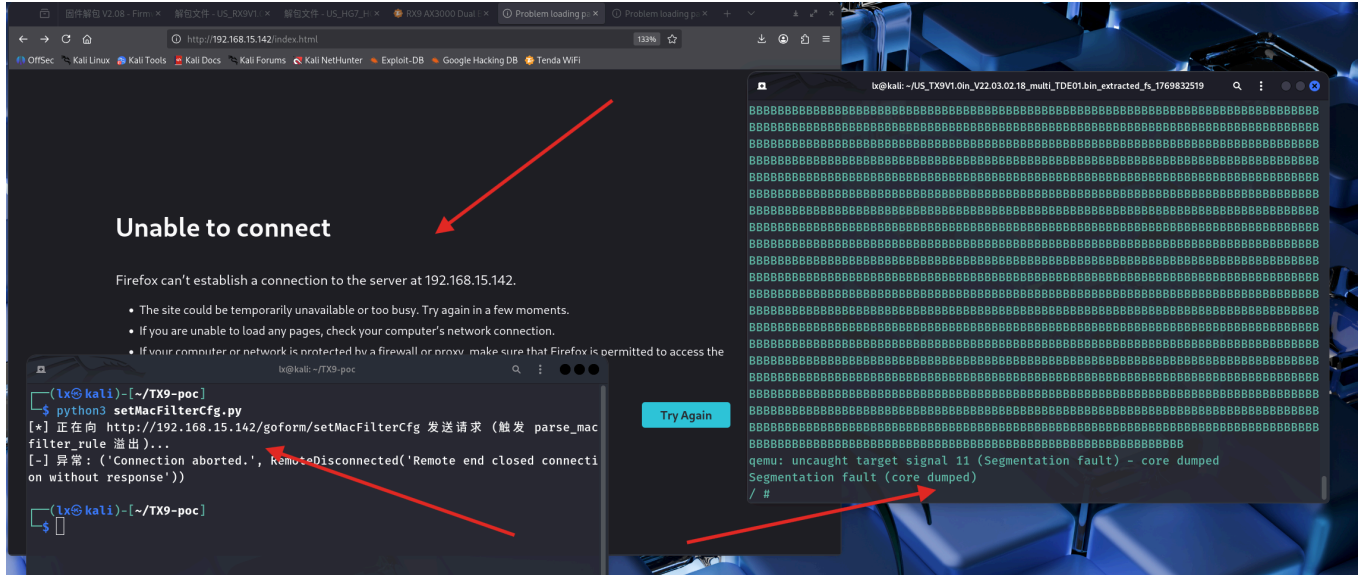 固件解包 V2.08 - Firm
解包文件 - US_RX9V1.
解包文件 - US_HG7_H
RX9 AX3000 Dual
Problem loading pa
Problem loading pa
http://192.168.15.142/index.html
133%
OffSec
Kali Linux
Kali Tools
Kali Docs
Kali Forums
Kali NetHunter
Exploit-DB
Google Hacking DB
Tenda WiFi
Unable to connect
Firefox can’t establish a connection to the server at 192.168.15.142.
• The site could be temporarily unavailable or too busy. Try again in a few moments.
• If you are unable to load any pages, check your computer’s network connection.
• If your computer or network is protected by a firewall or proxy, make sure that Firefox is permitted to access the
Try Again
lx@kali: ~/TX9-poc
┌──(lx㉿kali)-[~/TX9-poc]
└─$ python3 setMacFilterCfg.py
[*] 正在向 http://192.168.15.142/goform/setMacFilterCfg 发送请求 (触发 parse_mac
filter_rule 溢出)...
[-] 异常: ('Connection aborted.', RemoteDisconnected('Remote end closed connecti
on without response'))
┌──(lx㉿kali)-[~/TX9-poc]
└─$
lx@kali: ~/US_TX9V1.0in_V22.03.02.18_multi_TDE01.bin_extracted_fs_1769832519
qemu: uncaught target signal 11 (Segmentation fault) - core dumped
Segmentation fault (core dumped)
/ #